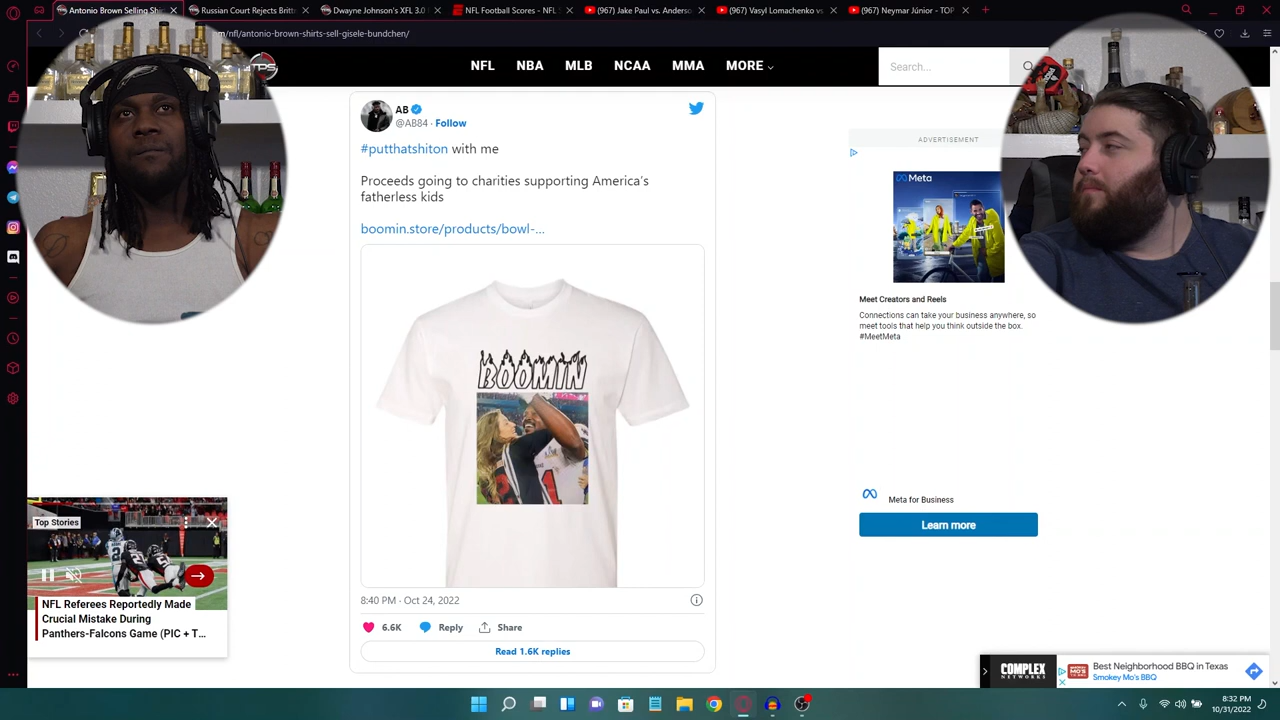 Antonio Brown Selling Shi
Russian Court Rejects Britt
Dwayne Johnson's XFL 3.0
NFL Football Scores - NFL
(967) Jake Paul vs. Anders
(967) Vasyl Lomachenko vs
(967) Neymar Júnior - TOP
om/nfl/antonio-brown-shirts-sell-gisele-bundchen/
TPS
NFL
NBA
MLB
NCAA
MMA
MORE
Search...
AB
@AB84 · Follow
#putthatshiton with me
Proceeds going to charities supporting America's
fatherless kids
boomin.store/products/bowl-...
BOOMIN
8:40 PM · Oct 24, 2022
6.6K
Reply
Share
Read 1.6K replies
ADVERTISEMENT
Meta
Meet Creators and Reels
Connections can take your business anywhere, so
meet tools that help you think outside the box.
#MeetMeta
Meta for Business
Learn more
Top Stories
NFL Referees Reportedly Made
Crucial Mistake During
Panthers-Falcons Game (PIC + T...
COMPLEX
NETWORKS
Best Neighborhood BBQ in Texas
Smokey Mo's BBQ
8:32 PM
10/31/2022